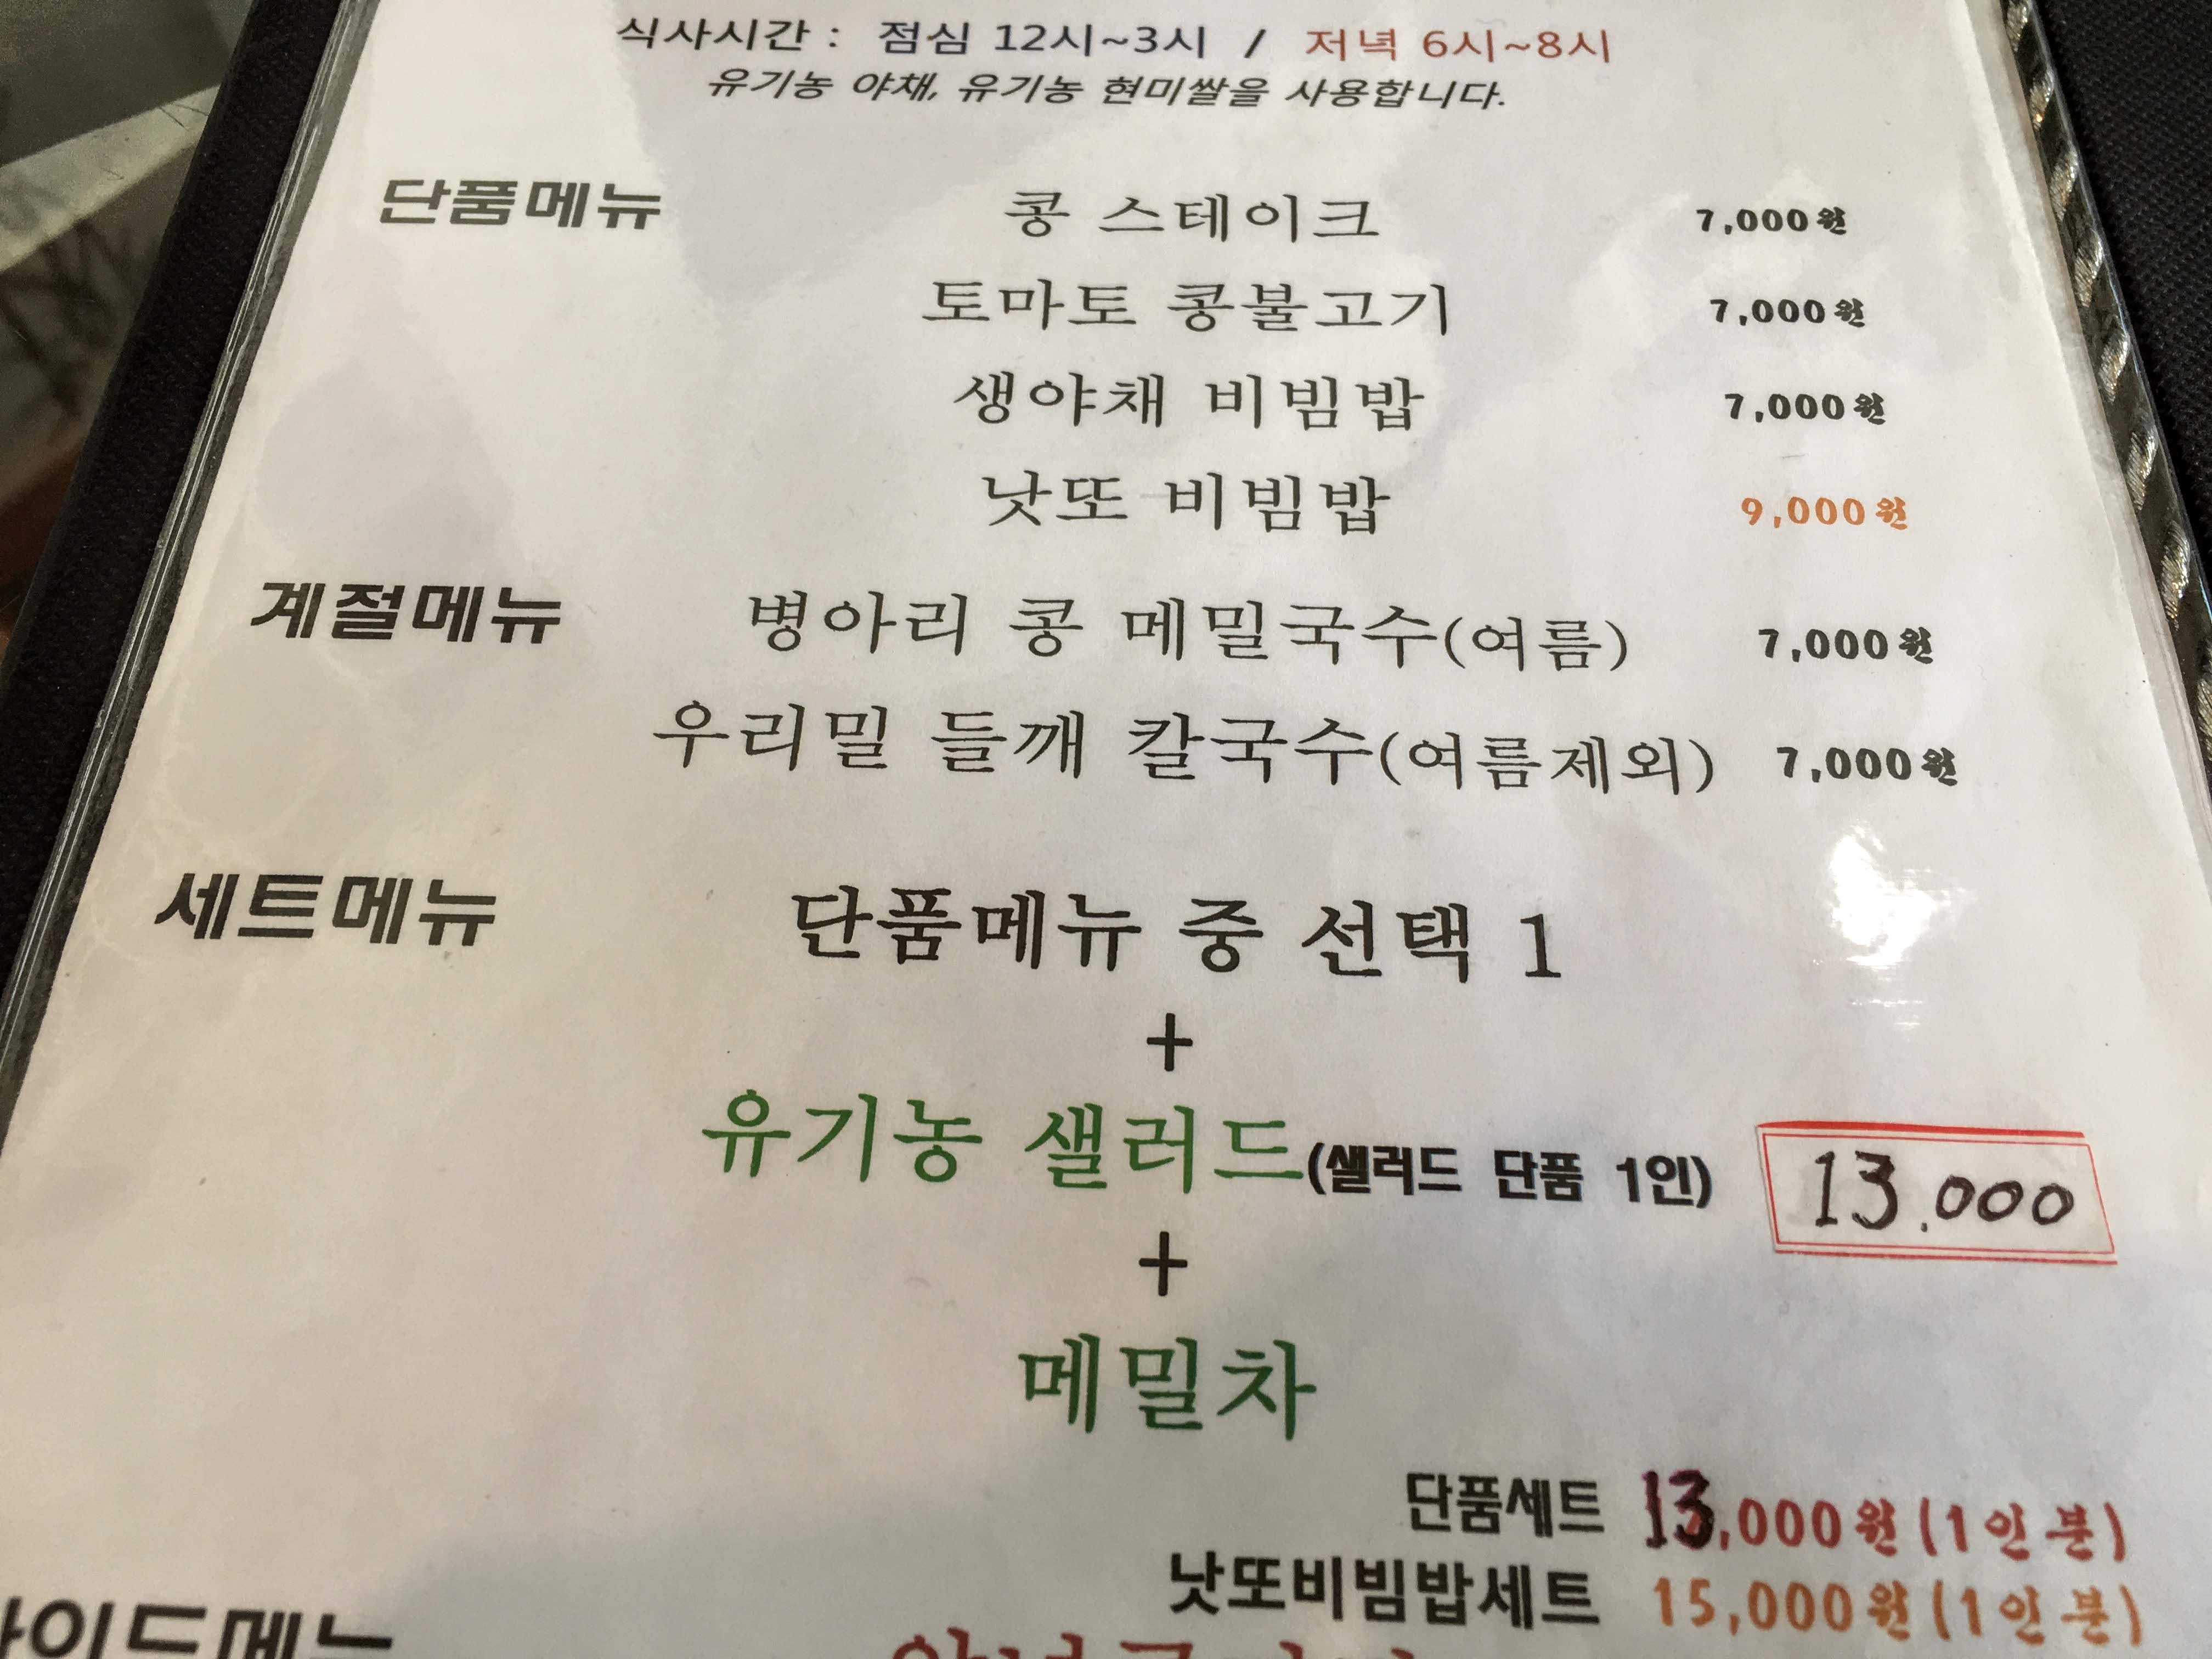 식사시간 : 점심 12시~3시 / 저녁 6시~8시
유기농 야채, 유기농 현미쌀을 사용합니다.
단품메뉴 콩 스테이크 7,000원
토마토 콩불고기 7,000원
생야채 비빔밥 7,000원
낫또 비빔밥 9,000원
계절메뉴 병아리 콩 메밀국수(여름) 7,000원
우리밀 들깨 칼국수(여름제외) 7,000원
세트메뉴 단품메뉴 중 선택 1
+
유기농 샐러드(샐러드 단품 1인) 13.000
+
메밀차
단품세트 13,000원(1인분)
낫또비빔밥세트 15,000원(1인분)